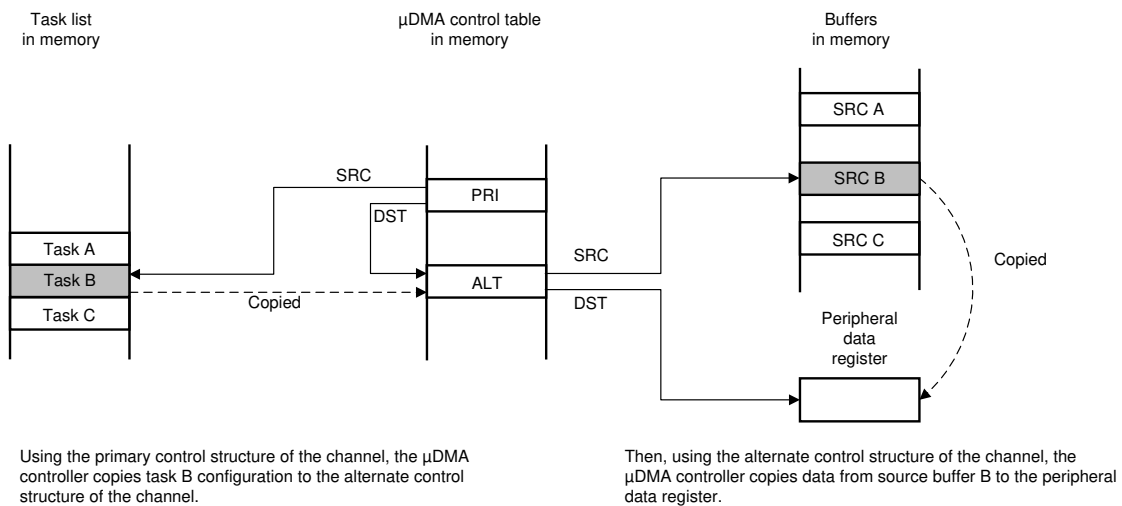 Task list
in memory
µDMA control table
in memory
Buffers
in memory
SRC A
SRC
PRI
SRC B
DST
Task A
SRC C
SRC
Task B
ALT
Copied
Copied
DST
Task C
Peripheral
data
register
Using the primary control structure of the channel, the µDMA
controller copies task B configuration to the alternate control
structure of the channel.
Then, using the alternate control structure of the channel, the
µDMA controller copies data from source buffer B to the peripheral
data register.